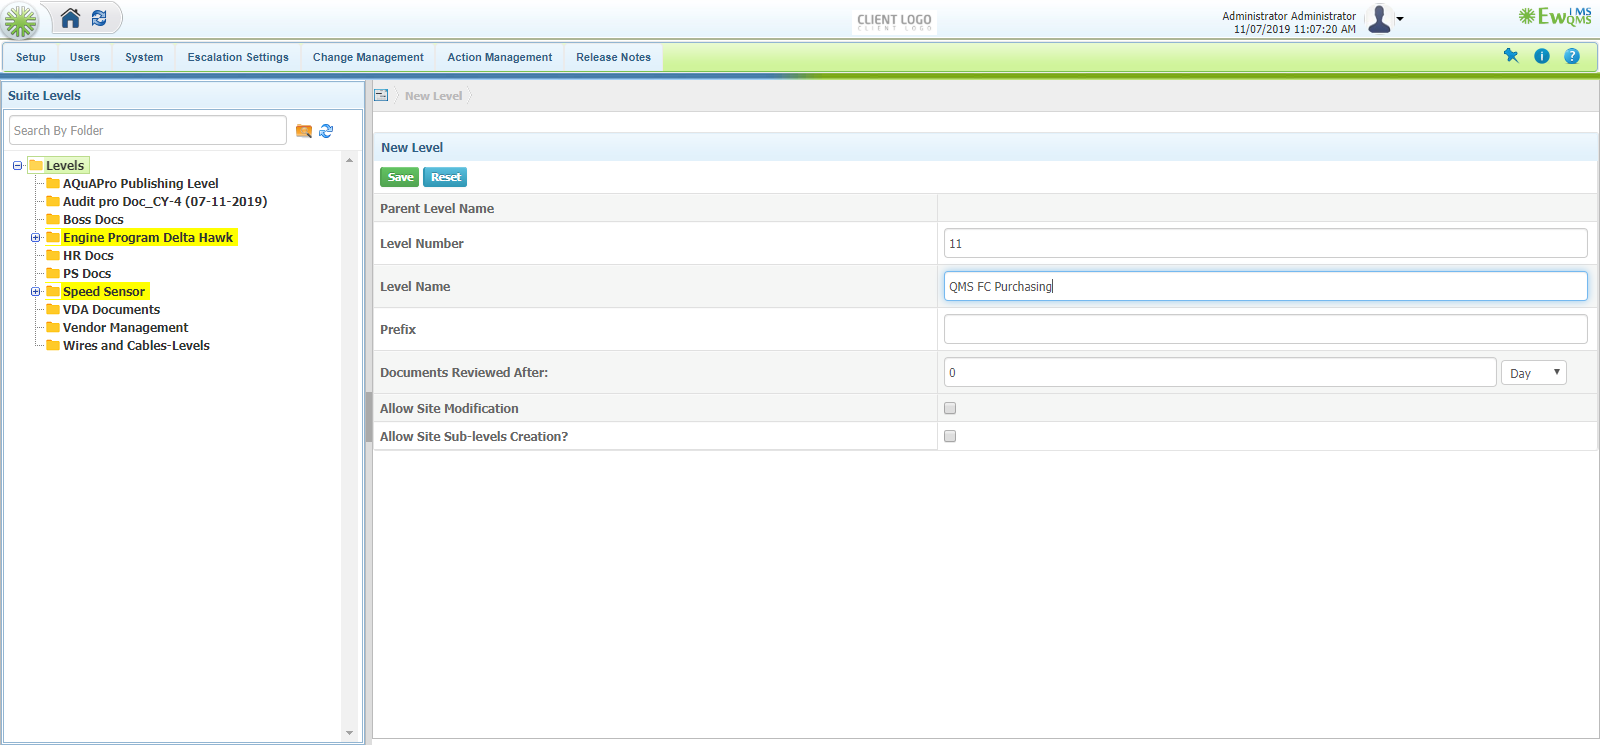 CLIENT LOGO
CLIENT LOGO
Administrator Administrator
11/07/2019 11:07:20 AM
EwQMS IMS
Setup Users System Escalation Settings Change Management Action Management Release Notes
Suite Levels
Search By Folder
Levels
AQuAPro Publishing Level
Audit pro Doc_CY-4 (07-11-2019)
Boss Docs
Engine Program Delta Hawk
HR Docs
PS Docs
Speed Sensor
VDA Documents
Vendor Management
Wires and Cables-Levels
New Level
New Level
Save Reset
Parent Level Name
Level Number 11
Level Name QMS FC Purchasing
Prefix
Documents Reviewed After: 0 Day
Allow Site Modification
Allow Site Sub-levels Creation?